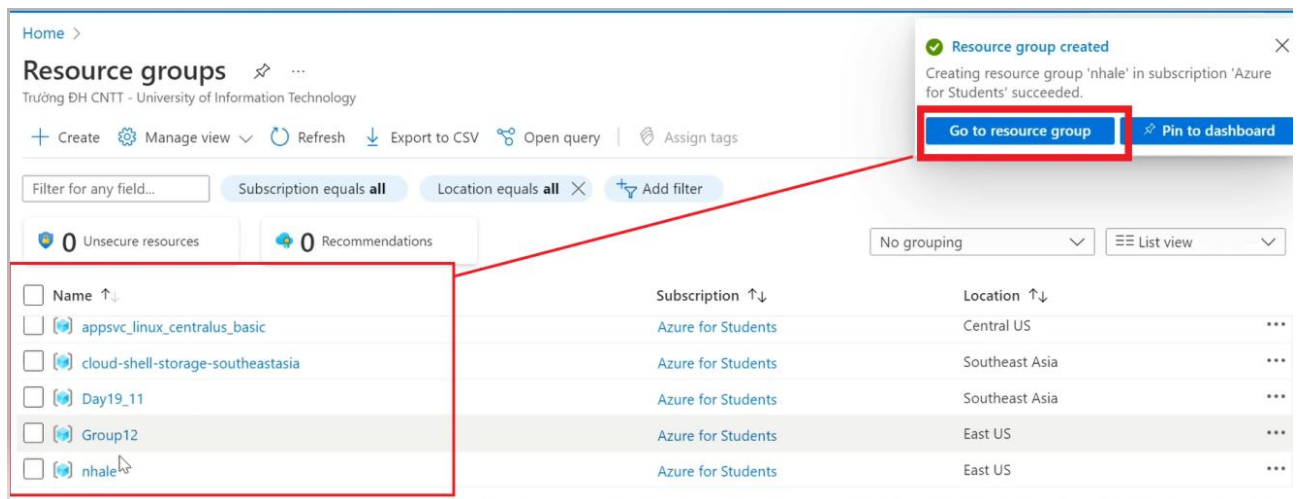 Home >
Resource groups ...
Trường ĐH CNTT - University of Information Technology
+ Create Manage view Refresh Export to CSV Open query Assign tags
Filter for any field... Subscription equals all Location equals all Add filter
0 Unsecure resources 0 Recommendations
No grouping List view
Name Subscription Location
appsvc_linux_centralus_basic Azure for Students Central US
cloud-shell-storage-southeastasia Azure for Students Southeast Asia
Day19_11 Azure for Students Southeast Asia
Group12 Azure for Students East US
nhale Azure for Students East US
Resource group created
Creating resource group 'nhale' in subscription 'Azure
for Students' succeeded.
Go to resource group Pin to dashboard